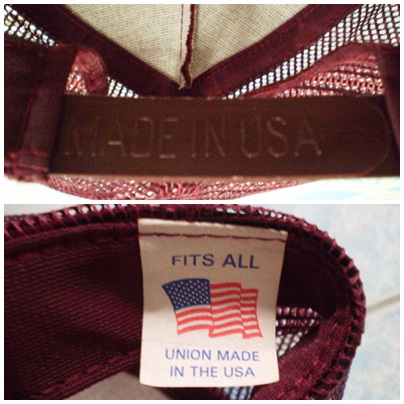 MADE IN USA
FITS ALL
UNION MADE
IN THE USA